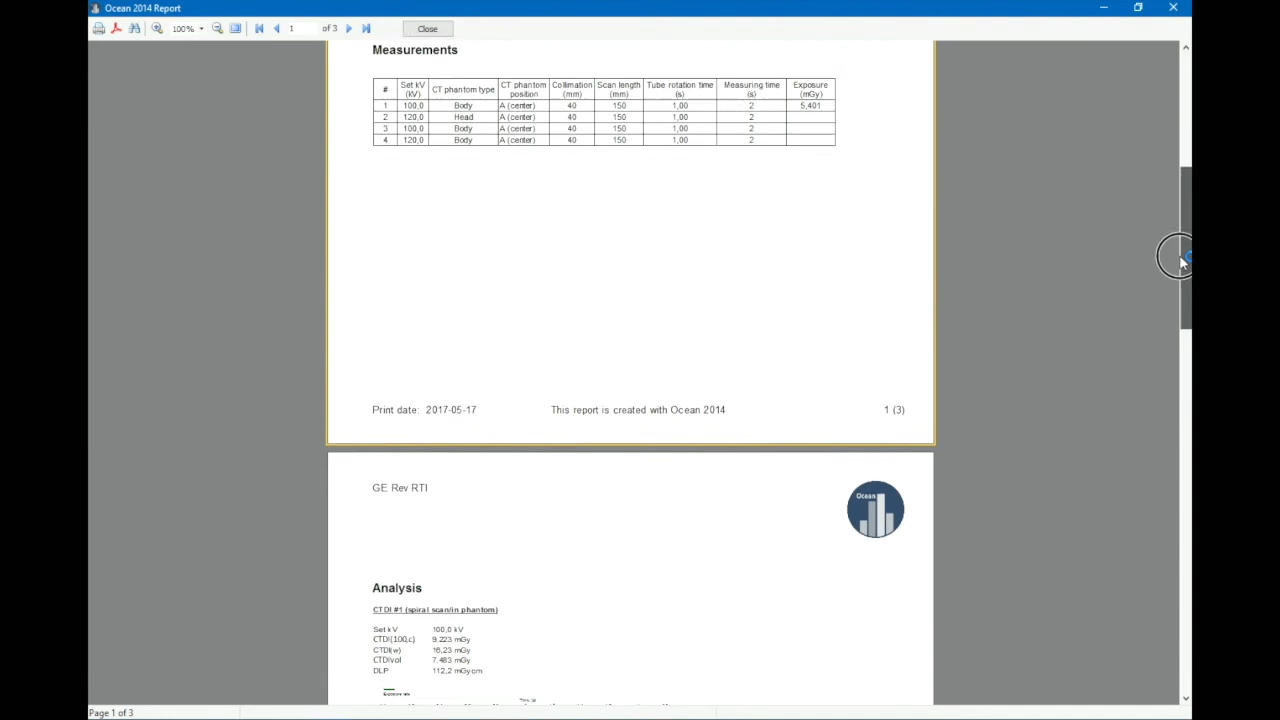 Ocean 2014 Report
100% 1 of 3 Close
Measurements
# Set kV (kV) CT phantom type CT phantom position Collimation (mm) Scan length (mm) Tube rotation time (s) Measuring time (s) Exposure (mGy)
1 100,0 Body A (center) 40 150 1,00 2 5,401
2 120,0 Head A (center) 40 150 1,00 2
3 100,0 Body A (center) 40 150 1,00 2
4 120,0 Body A (center) 40 150 1,00 2
Print date: 2017-05-17 This report is created with Ocean 2014 1 (3)
GE Rev RTI
Ocean
Analysis
CTDI #1 (spiral scan/in phantom)
Set kV 100,0 kV
CTDI(100,c) 9,223 mGy
CTDI(w) 16,23 mGy
CTDIvol 7,483 mGy
DLP 112,2 mGycm
Page 1 of 3